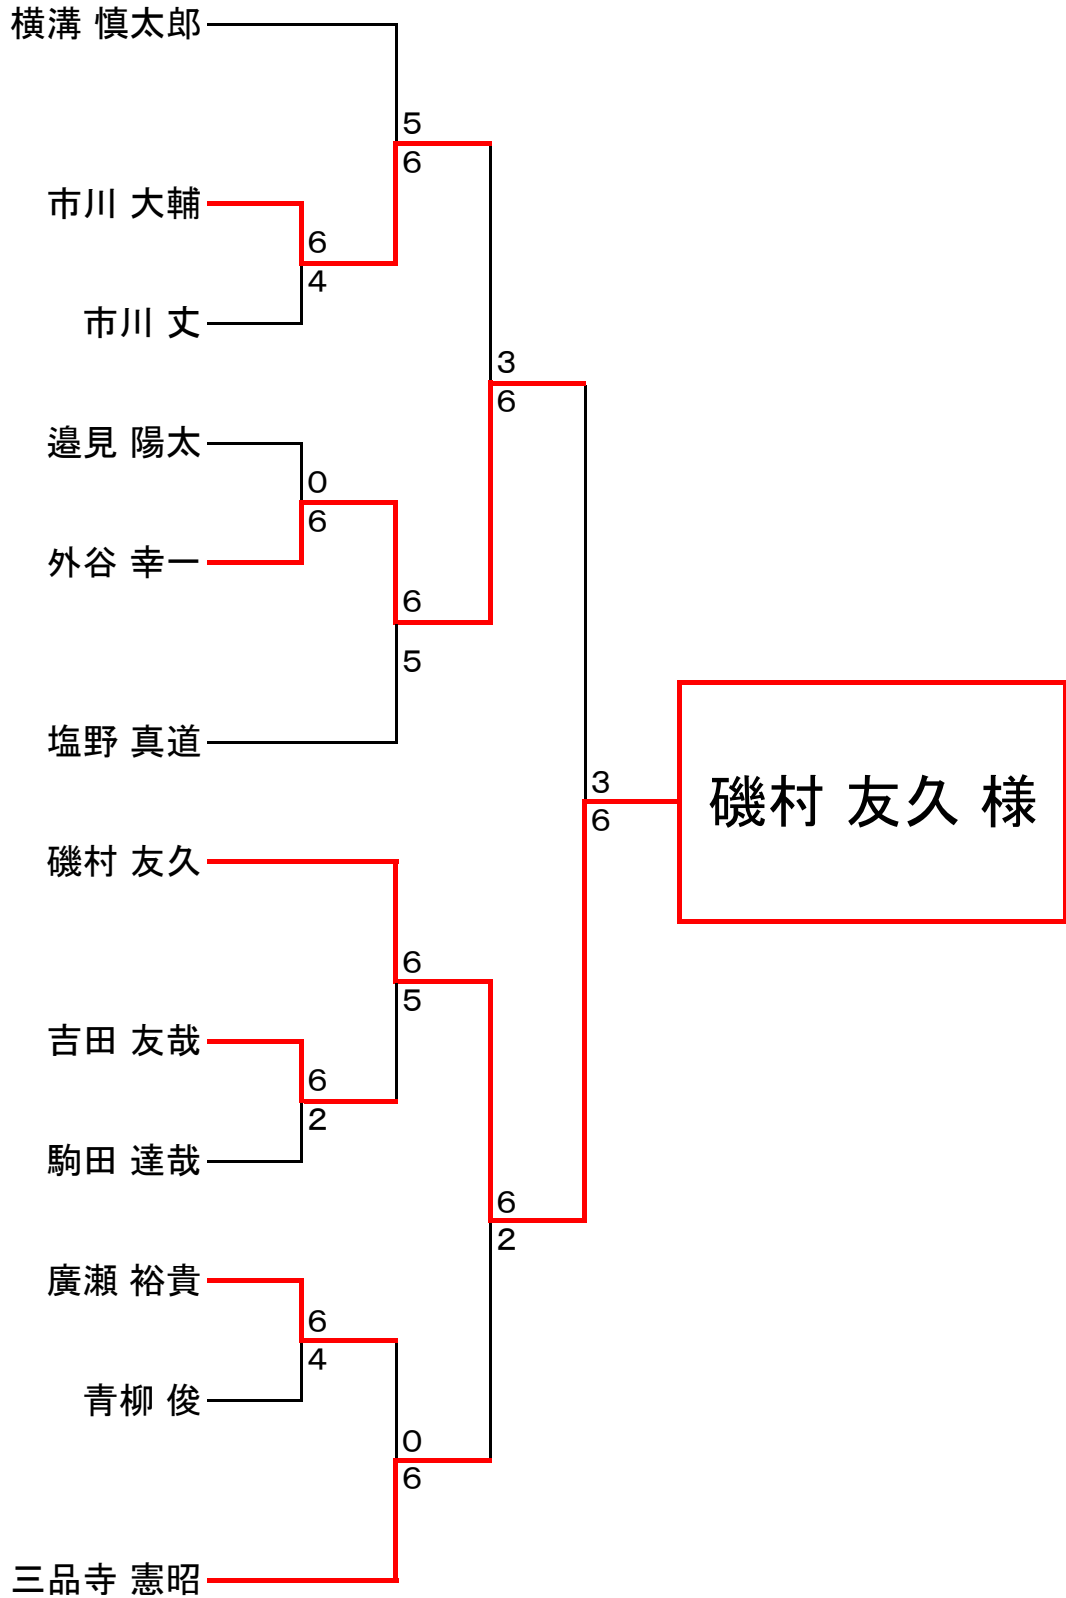 横溝 慎太郎
5
6
市川 大輔
6
4
市川 丈
3
6
邉見 陽太
0
6
外谷 幸一
6
5
塩野 真道
3
6
磯村 友久 様
磯村 友久
6
5
吉田 友哉
6
2
駒田 達哉
6
2
廣瀬 裕貴
6
4
青柳 俊
0
6
三品寺 憲昭